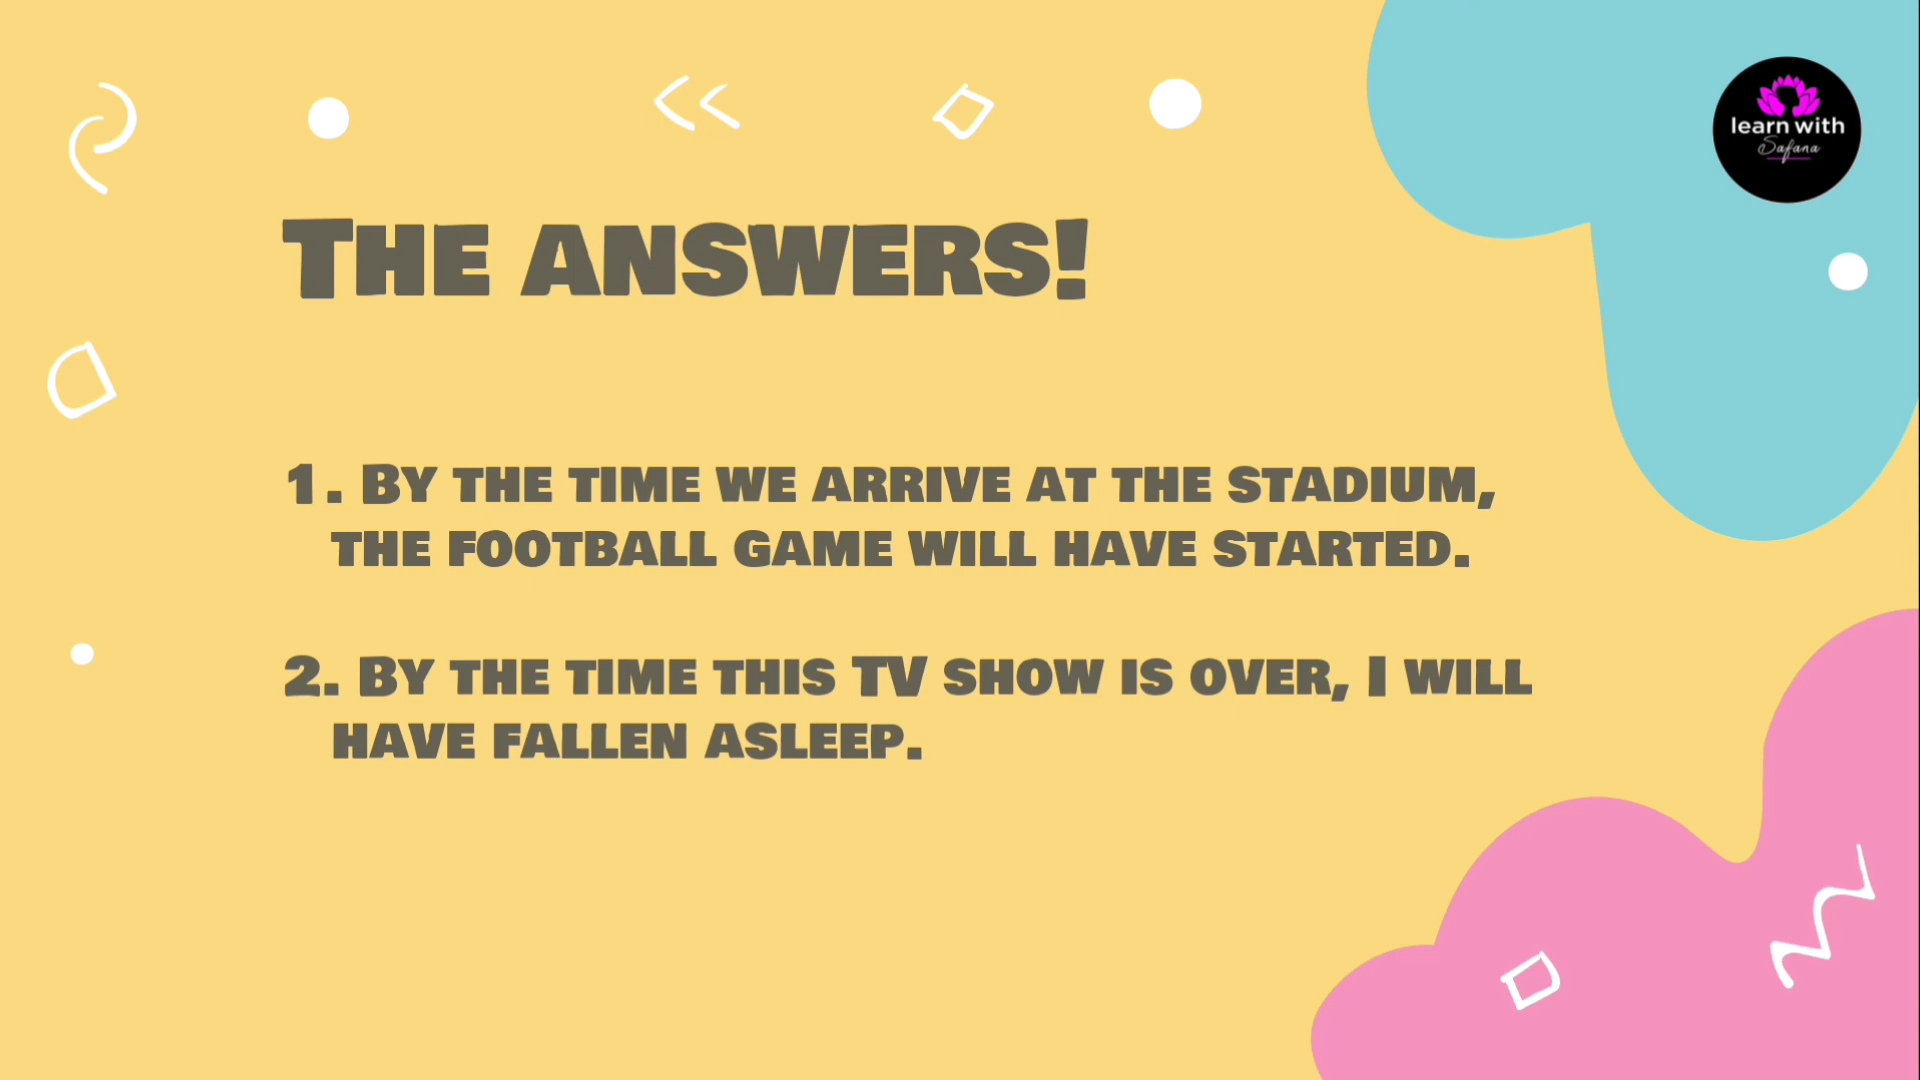 learn with
Safana
The answers!
1. By the time we arrive at the stadium,
the football game will have started.
2. By the time this TV show is over, I will
have fallen asleep.